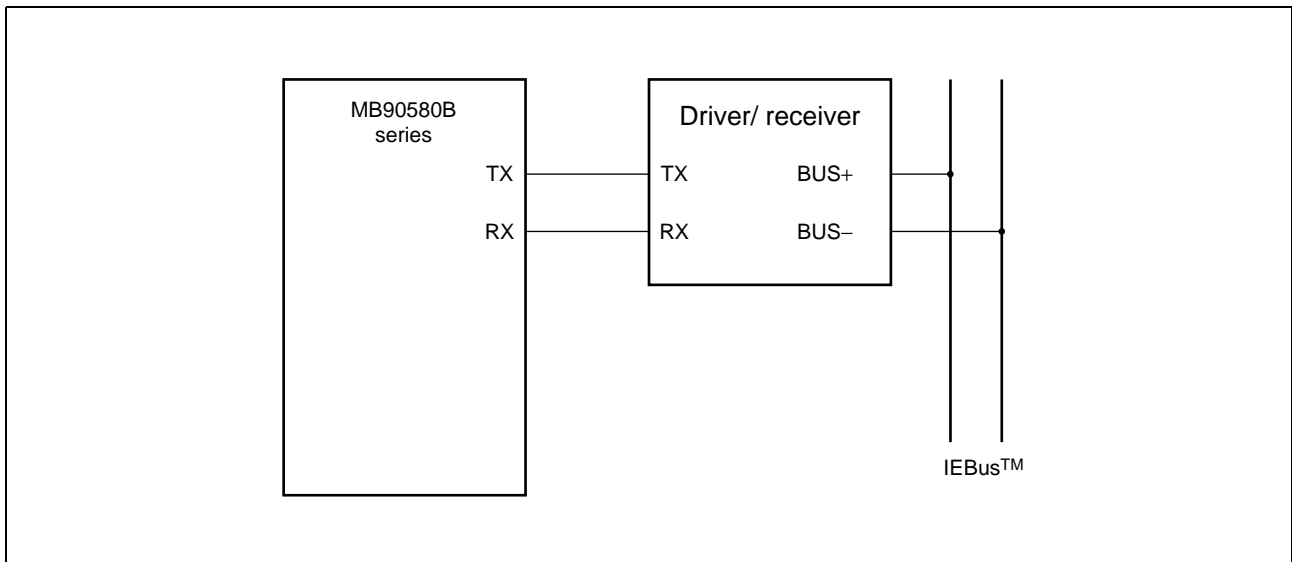 MB90580B
series
Driver/ receiver
TX
TX
BUS+
RX
RX
BUS−
IEBus™